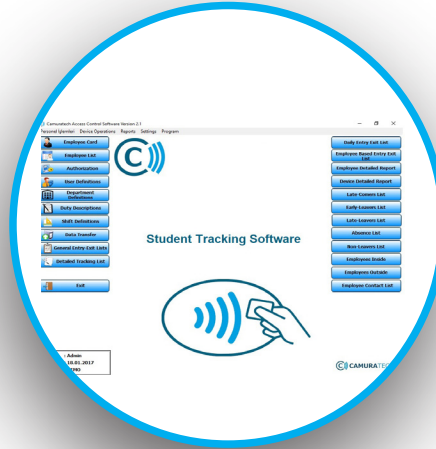 Camuratech Access Control Software Version 2.1
Personel İşlemleri Device Operations Reports Settings Program
Employee Card
Employee List
Authorization
User Definitions
Department
Definitions
Duty Descriptions
Shift Definitions
Data Transfer
General Entry Exit Lists
Detailed Tracking List
Exit
Student Tracking Software
Daily Entry Exit List
Employee Based Entry Exit
List
Employee Detailed Report
Device Detailed Report
Late-Comers List
Early-Leavers List
Late-Leavers List
Absence List
Non-Leavers List
Employees Inside
Employees Outside
Employee Contact List
: Admin
10.01.2017
CAMURATEC